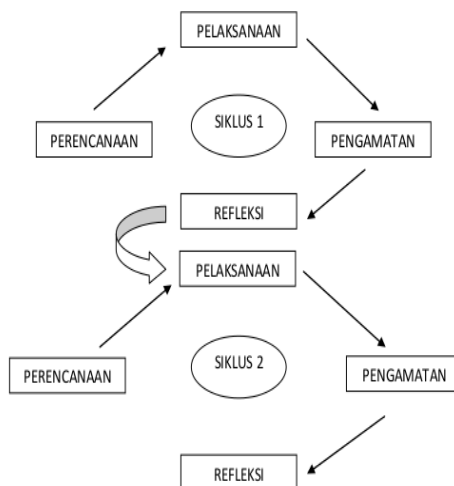 PELAKSANAAN
SIKLUS 1
PERENCANAAN
PENGAMATAN
REFLEKSI
PELAKSANAAN
SIKLUS 2
PERENCANAAN
PENGAMATAN
REFLEKSI